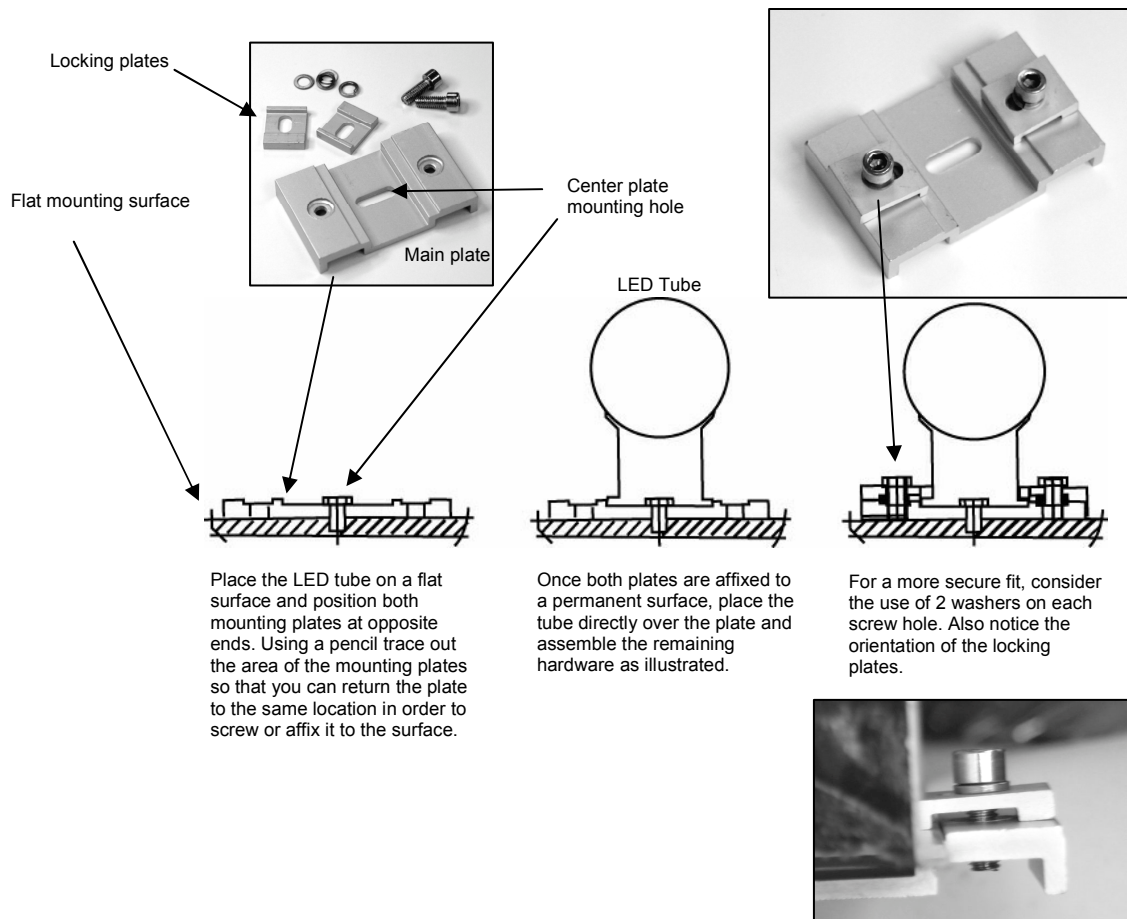 Locking plates
Flat mounting surface
Center plate
mounting hole
Main plate
LED Tube
Place the LED tube on a flat
surface and position both
mounting plates at opposite
ends. Using a pencil trace out
the area of the mounting plates
so that you can return the plate
to the same location in order to
screw or affix it to the surface.
Once both plates are affixed to
a permanent surface, place the
tube directly over the plate and
assemble the remaining
hardware as illustrated.
For a more secure fit, consider
the use of 2 washers on each
screw hole. Also notice the
orientation of the locking
plates.